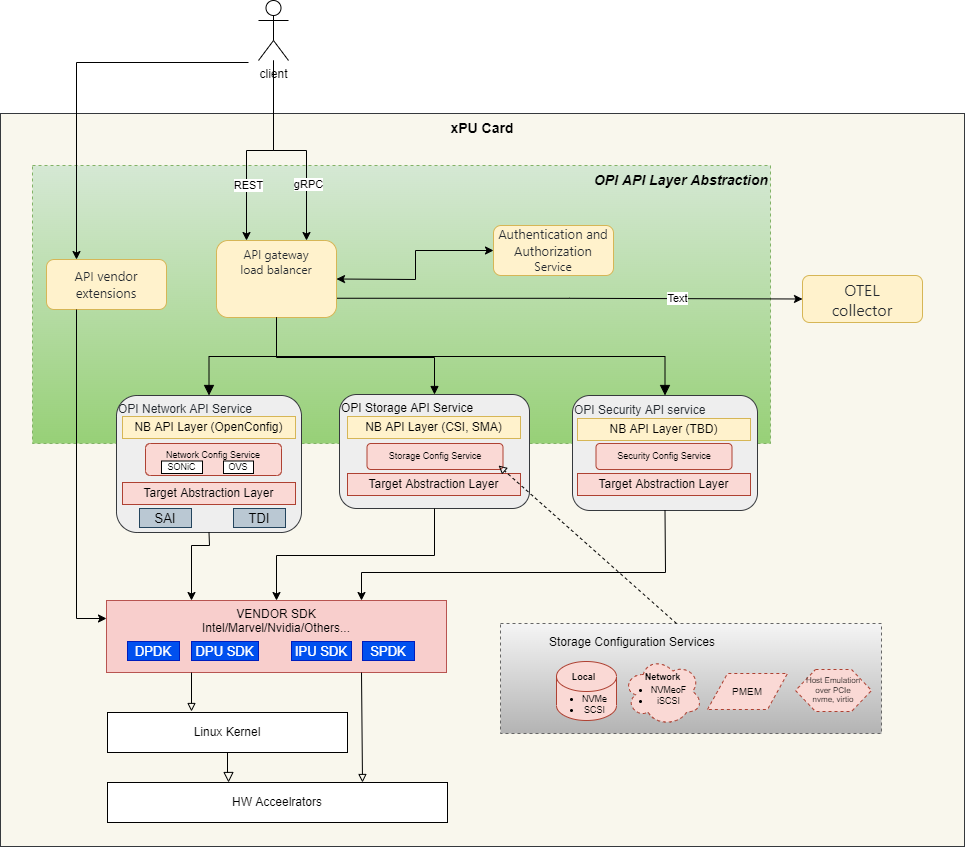 client
xPU Card
OPI API Layer Abstraction
REST
gRPC
API gateway
load balancer
Authentication and
Authorization
Service
API vendor
extensions
Text
OTEL
collector
OPI Network API Service
NB API Layer (OpenConfig)
Network Config Service
SONiC
OVS
Target Abstraction Layer
SAI
TDI
OPI Storage API Service
NB API Layer (CSI, SMA)
Storage Config Service
Target Abstraction Layer
OPI Security API service
NB API Layer (TBD)
Security Config Service
Target Abstraction Layer
VENDOR SDK
Intel/Marvel/Nvidia/Others...
DPDK
DPU SDK
IPU SDK
SPDK
Storage Configuration Services
Local
• NVMe
• SCSI
Network
• NVMeoF
• iSCSI
PMEM
Host Emulation
over PCIe
nvme, virtio
Linux Kernel
HW Acceelrators